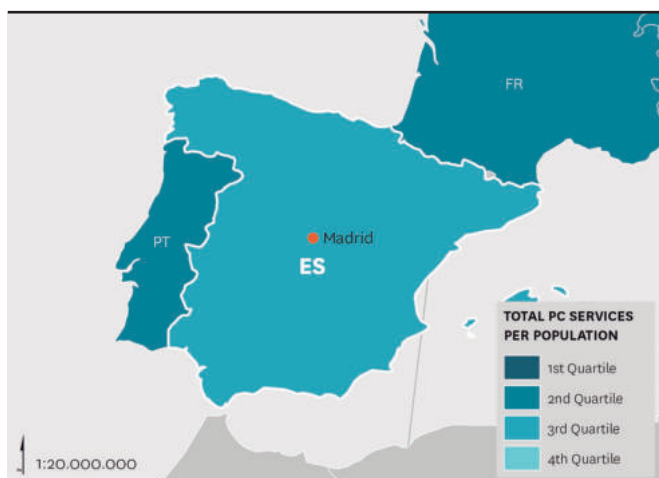 FR
PT
Madrid
ES
TOTAL PC SERVICES
PER POPULATION
1st Quartile
2nd Quartile
3rd Quartile
4th Quartile
1:20.000.000